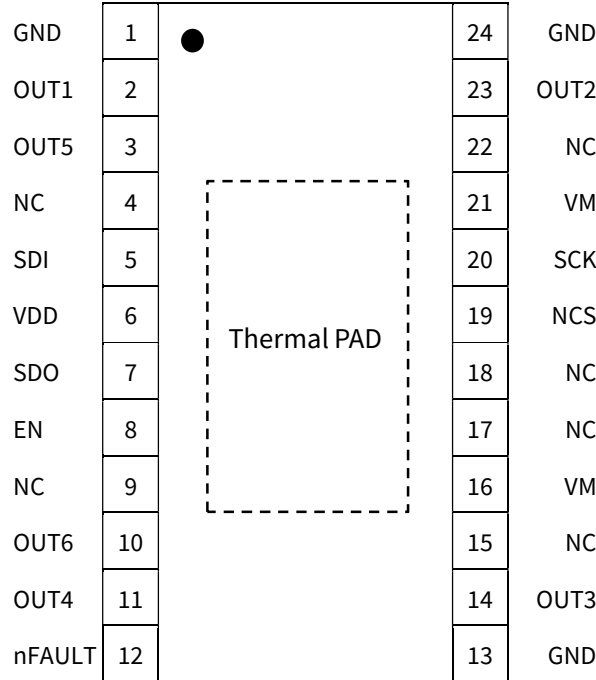 GND 1 24 GND
OUT1 2 23 OUT2
OUT5 3 22 NC
NC 4 21 VM
SDI 5 20 SCK
VDD 6 19 NCS
Thermal PAD
SDO 7 18 NC
EN 8 17 NC
NC 9 16 VM
OUT6 10 15 NC
OUT4 11 14 OUT3
nFAULT 12 13 GND